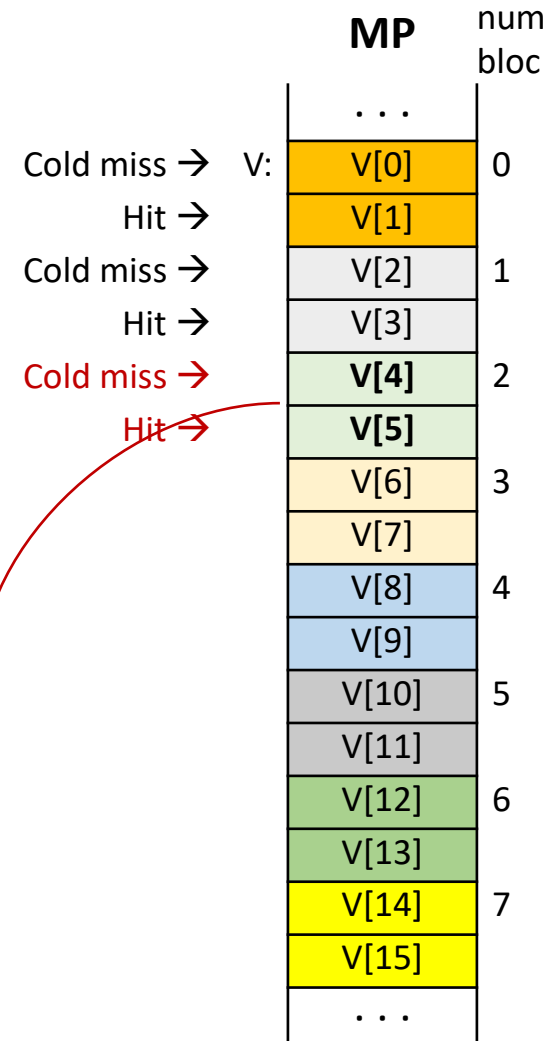 MP
num
bloc
. . .
Cold miss → V: V[0] 0
Hit → V[1]
Cold miss → V[2] 1
Hit → V[3]
Cold miss → V[4] 2
Hit → V[5]
V[6] 3
V[7]
V[8] 4
V[9]
V[10] 5
V[11]
V[12] 6
V[13]
V[14] 7
V[15]
. . .